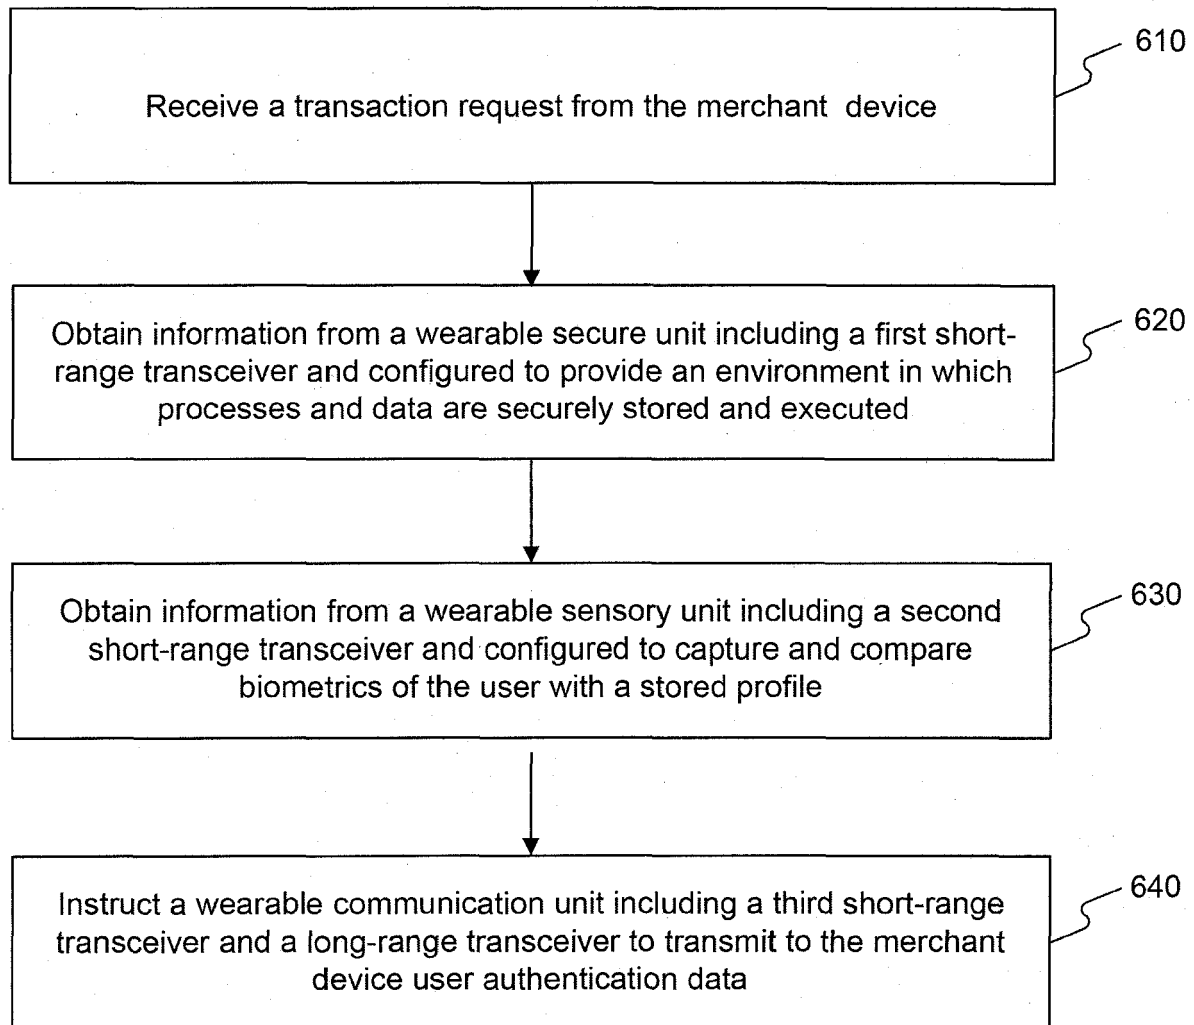 610
Receive a transaction request from the merchant device
620
Obtain information from a wearable secure unit including a first short-
range transceiver and configured to provide an environment in which
processes and data are securely stored and executed
630
Obtain information from a wearable sensory unit including a second
short-range transceiver and configured to capture and compare
biometrics of the user with a stored profile
640
Instruct a wearable communication unit including a third short-range
transceiver and a long-range transceiver to transmit to the merchant
device user authentication data